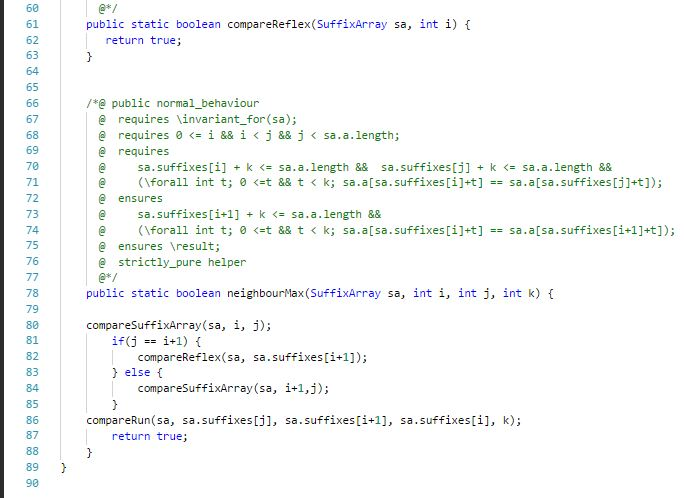 60 @*/
61 public static boolean compareReflex(SuffixArray sa, int i) {
62 return true;
63 }
64
65
66 /*@ public normal_behaviour
67 @ requires \invariant_for(sa);
68 @ requires 0 <= i && i < j && j < sa.a.length;
69 @ requires
70 @ sa.suffixes[i] + k <= sa.a.length && sa.suffixes[j] + k <= sa.a.length &&
71 @ (\forall int t; 0 <=t && t < k; sa.a[sa.suffixes[i]+t] == sa.a[sa.suffixes[j]+t]);
72 @ ensures
73 @ sa.suffixes[i+1] + k <= sa.a.length &&
74 @ (\forall int t; 0 <=t && t < k; sa.a[sa.suffixes[i]+t] == sa.a[sa.suffixes[i+1]+t]);
75 @ ensures \result;
76 @ strictly_pure helper
77 @*/
78 public static boolean neighbourMax(SuffixArray sa, int i, int j, int k) {
79
80 compareSuffixArray(sa, i, j);
81 if(j == i+1) {
82 compareReflex(sa, sa.suffixes[i+1]);
83 } else {
84 compareSuffixArray(sa, i+1,j);
85 }
86 compareRun(sa, sa.suffixes[j], sa.suffixes[i+1], sa.suffixes[i], k);
87 return true;
88 }
89 }
90